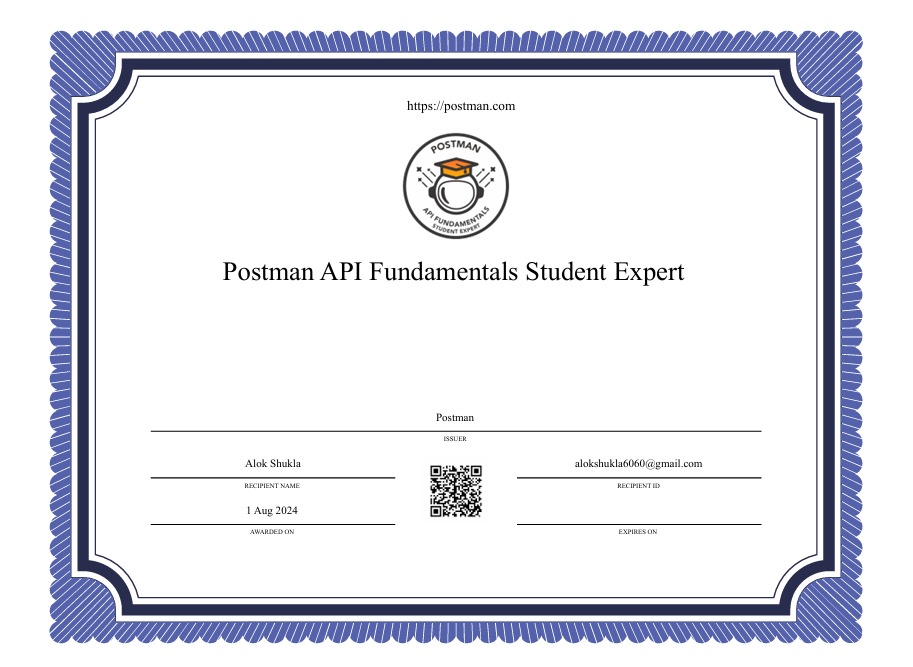 https://postman.com
POSTMAN
API FUNDAMENTALS
STUDENT EXPERT
Postman API Fundamentals Student Expert
Postman
ISSUER
Alok Shukla
RECIPIENT NAME
alokshukla6060@gmail.com
RECIPIENT ID
1 Aug 2024
AWARDED ON
EXPIRES ON